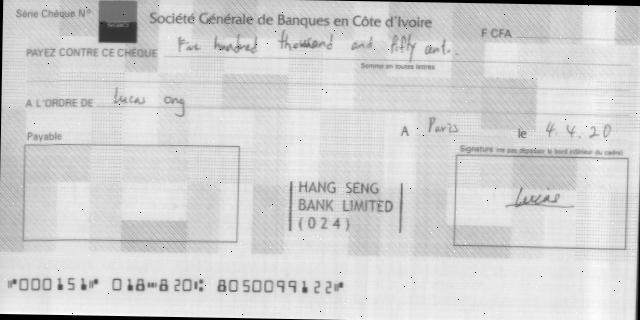 Série Chèque N°
Société Générale de Banques en Côte d'Ivoire
F CFA
PAYEZ CONTRE CE CHÈQUE Five hundred thousand and fifty
Somme en toutes lettres
A L'ORDRE DE Lucas ong
A Paris le 4.4.20
Payable
Signature (ne pas dépasser le bord inférieur du cadre)
Lucas
HANG SENG
BANK LIMITED
(024)
⑈000151⑈ 018⑉820⑆ 8050099122⑈